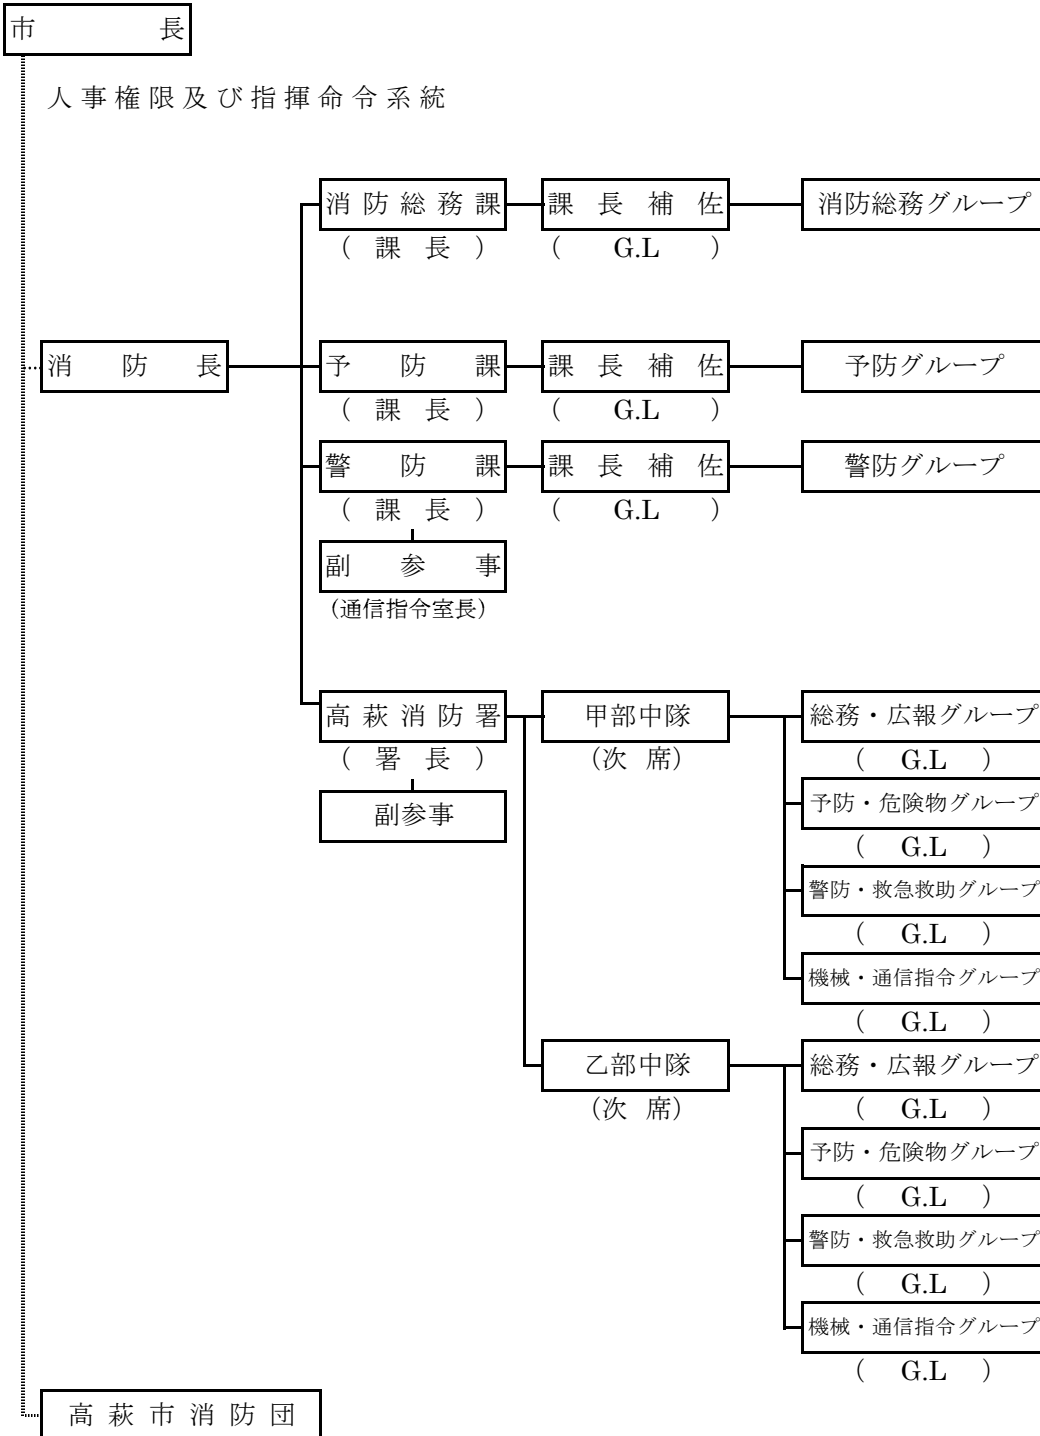 市長
人事権限及び指揮命令系統
消防総務課 課長補佐 消防総務グループ
(課長) (G.L)
消防長 予防課 課長補佐 予防グループ
(課長) (G.L)
警防課 課長補佐 警防グループ
(課長) (G.L)
副参事
(通信指令室長)
高萩消防署 甲部中隊 総務・広報グループ
(署長) (次席) (G.L)
副参事 予防・危険物グループ
(G.L)
警防・救急救助グループ
(G.L)
機械・通信指令グループ
(G.L)
乙部中隊 総務・広報グループ
(次席) (G.L)
予防・危険物グループ
(G.L)
警防・救急救助グループ
(G.L)
機械・通信指令グループ
(G.L)
高萩市消防団